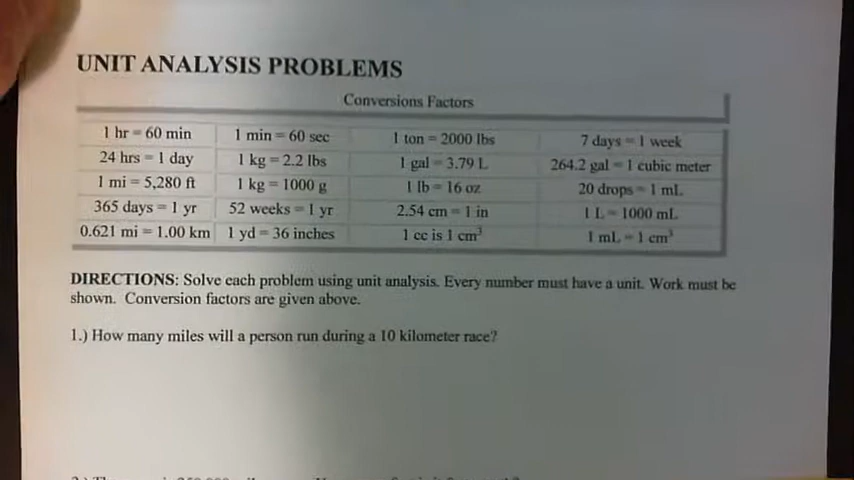 UNIT ANALYSIS PROBLEMS
Conversions Factors
1 hr = 60 min 1 min = 60 sec 1 ton = 2000 lbs 7 days = 1 week
24 hrs = 1 day 1 kg = 2.2 lbs 1 gal = 3.79 L 264.2 gal = 1 cubic meter
1 mi = 5,280 ft 1 kg = 1000 g 1 lb = 16 oz 20 drops = 1 mL
365 days = 1 yr 52 weeks = 1 yr 2.54 cm = 1 in 1 L = 1000 mL
0.621 mi = 1.00 km 1 yd = 36 inches 1 cc is 1 cm³ 1 mL = 1 cm³
DIRECTIONS: Solve each problem using unit analysis. Every number must have a unit. Work must be
shown. Conversion factors are given above.
1.) How many miles will a person run during a 10 kilometer race?